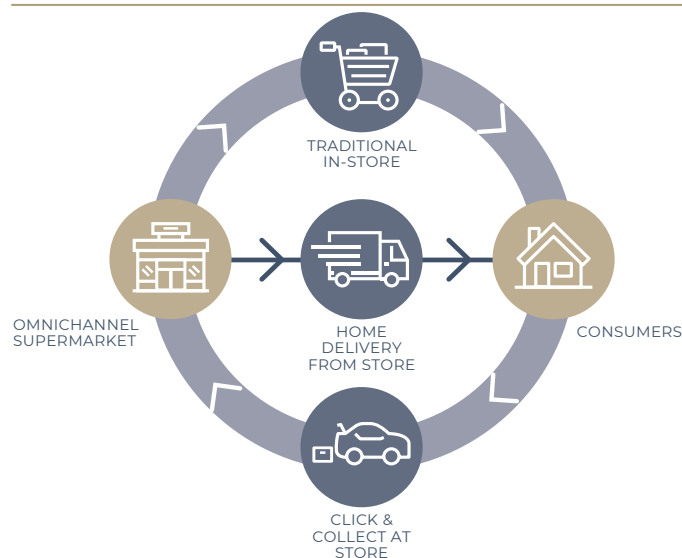 TRADITIONAL
IN-STORE
OMNICHANNEL
SUPERMARKET
HOME
DELIVERY
FROM STORE
CONSUMERS
CLICK &
COLLECT AT
STORE